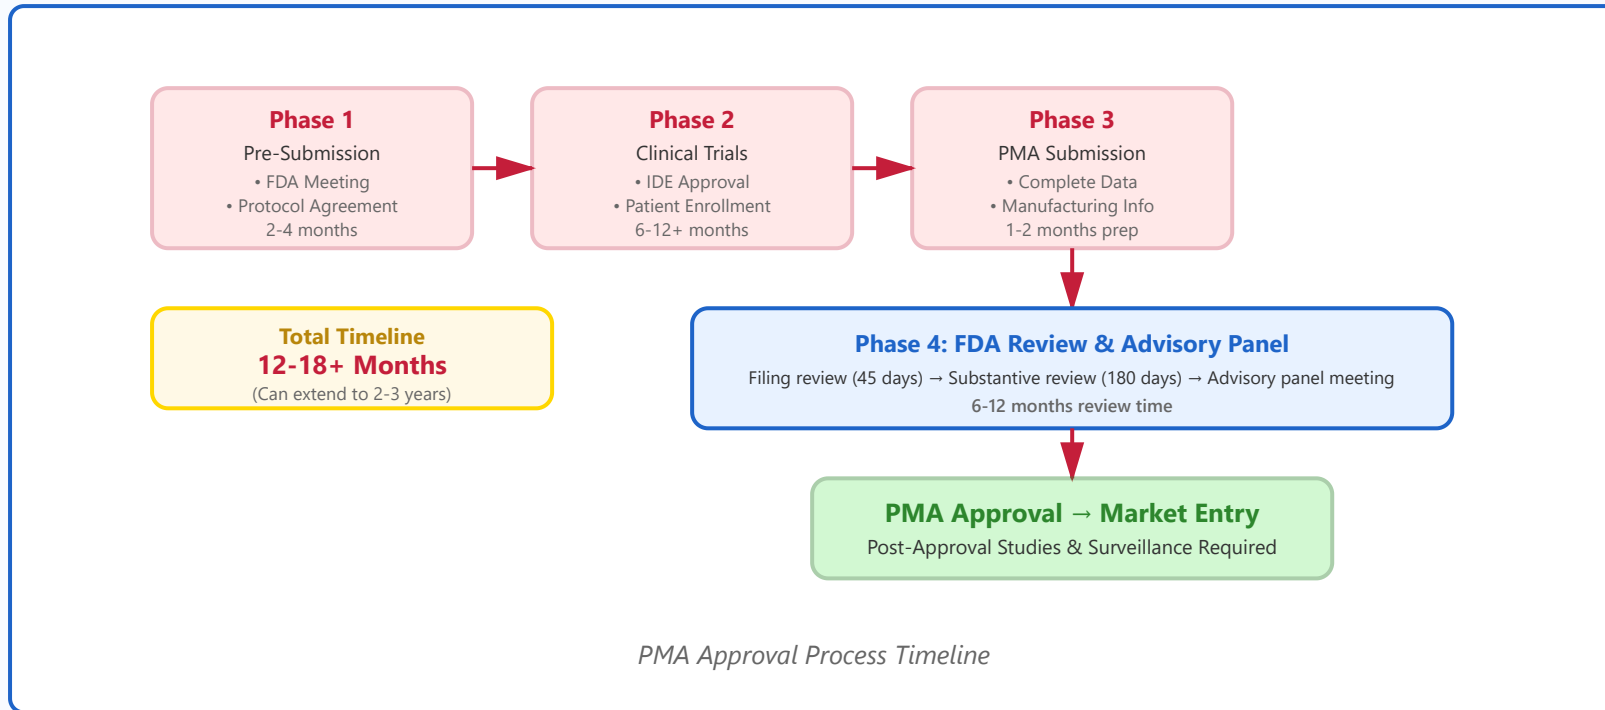 Phase 1
Pre-Submission
• FDA Meeting
• Protocol Agreement
2-4 months
Phase 2
Clinical Trials
• IDE Approval
• Patient Enrollment
6-12+ months
Phase 3
PMA Submission
• Complete Data
• Manufacturing Info
1-2 months prep
Total Timeline
12-18+ Months
(Can extend to 2-3 years)
Phase 4: FDA Review & Advisory Panel
Filing review (45 days) → Substantive review (180 days) → Advisory panel meeting
6-12 months review time
PMA Approval → Market Entry
Post-Approval Studies & Surveillance Required
PMA Approval Process Timeline